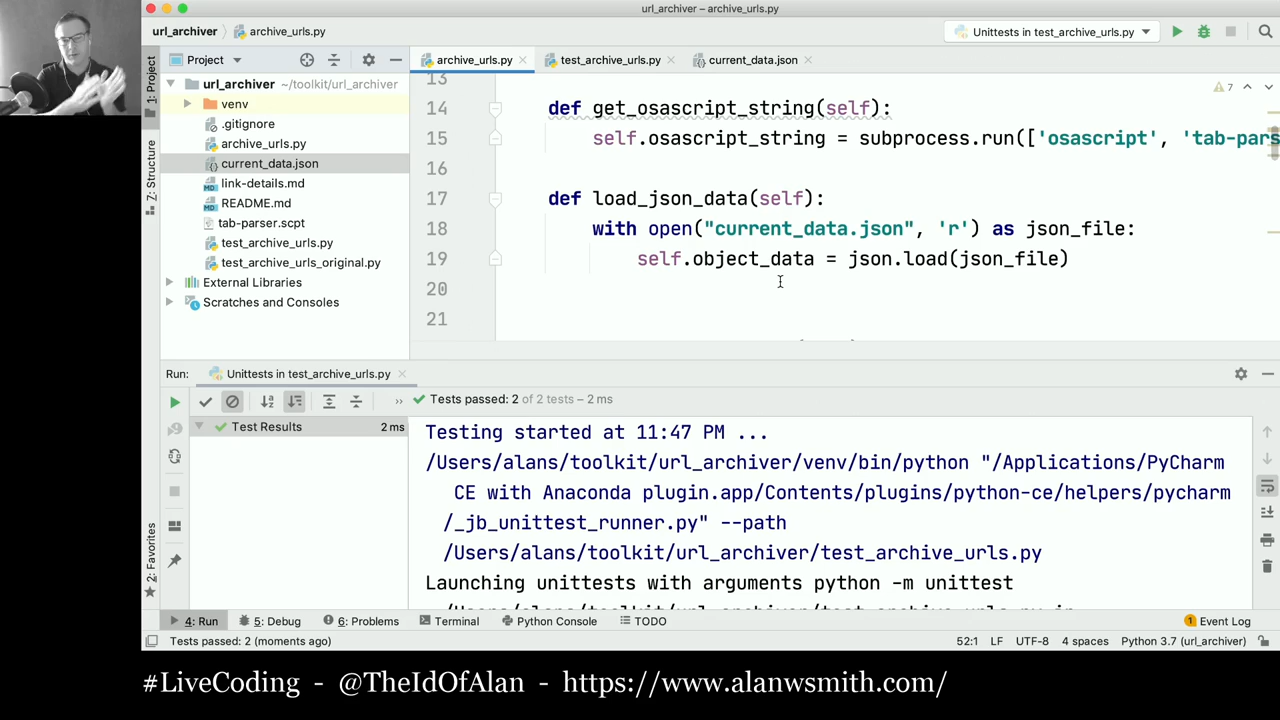 url_archiver – archive_urls.py
url_archiver archive_urls.py Unittests in test_archive_urls.py
1: Project
Z: Structure
2: Favorites
Project
url_archiver ~/toolkit/url_archiver
venv
.gitignore
archive_urls.py
current_data.json
link-details.md
README.md
tab-parser.scpt
test_archive_urls.py
test_archive_urls_original.py
External Libraries
Scratches and Consoles
archive_urls.py test_archive_urls.py current_data.json
7
13
14 def get_osascript_string(self):
15 self.osascript_string = subprocess.run(['osascript', 'tab-pars
16
17 def load_json_data(self):
18 with open("current_data.json", 'r') as json_file:
19 self.object_data = json.load(json_file)
20
21
Run: Unittests in test_archive_urls.py
Tests passed: 2 of 2 tests – 2 ms
Test Results 2 ms
Testing started at 11:47 PM ...
/Users/alans/toolkit/url_archiver/venv/bin/python "/Applications/PyCharm
CE with Anaconda plugin.app/Contents/plugins/python-ce/helpers/pycharm
/_jb_unittest_runner.py" --path
/Users/alans/toolkit/url_archiver/test_archive_urls.py
Launching unittests with arguments python -m unittest
4: Run 5: Debug 6: Problems Terminal Python Console TODO 1 Event Log
Tests passed: 2 (moments ago) 52:1 LF UTF-8 4 spaces Python 3.7 (url_archiver)
#LiveCoding - @TheIdOfAlan - https://www.alanwsmith.com/